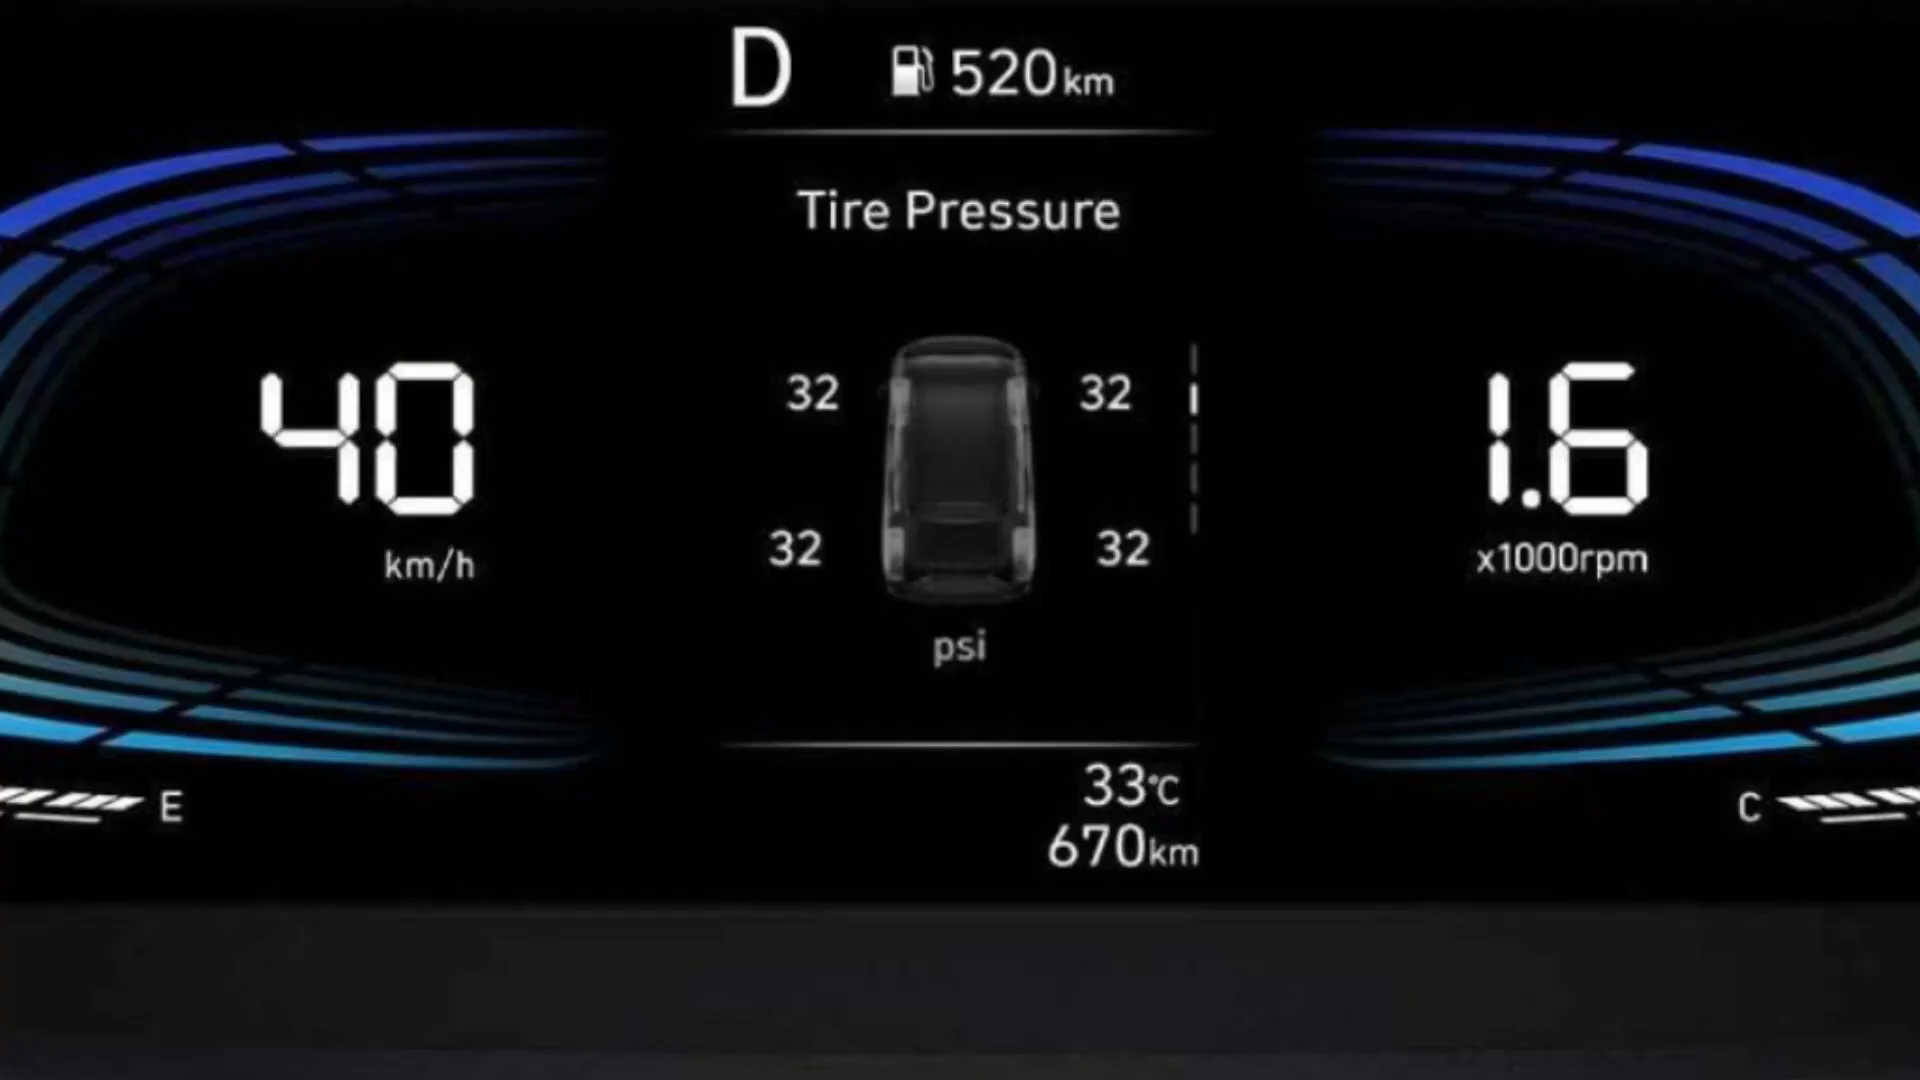 D
520km
Tire Pressure
32 32
40
km/h
1.6
x1000rpm
32 32
psi
33℃
670km
E
C